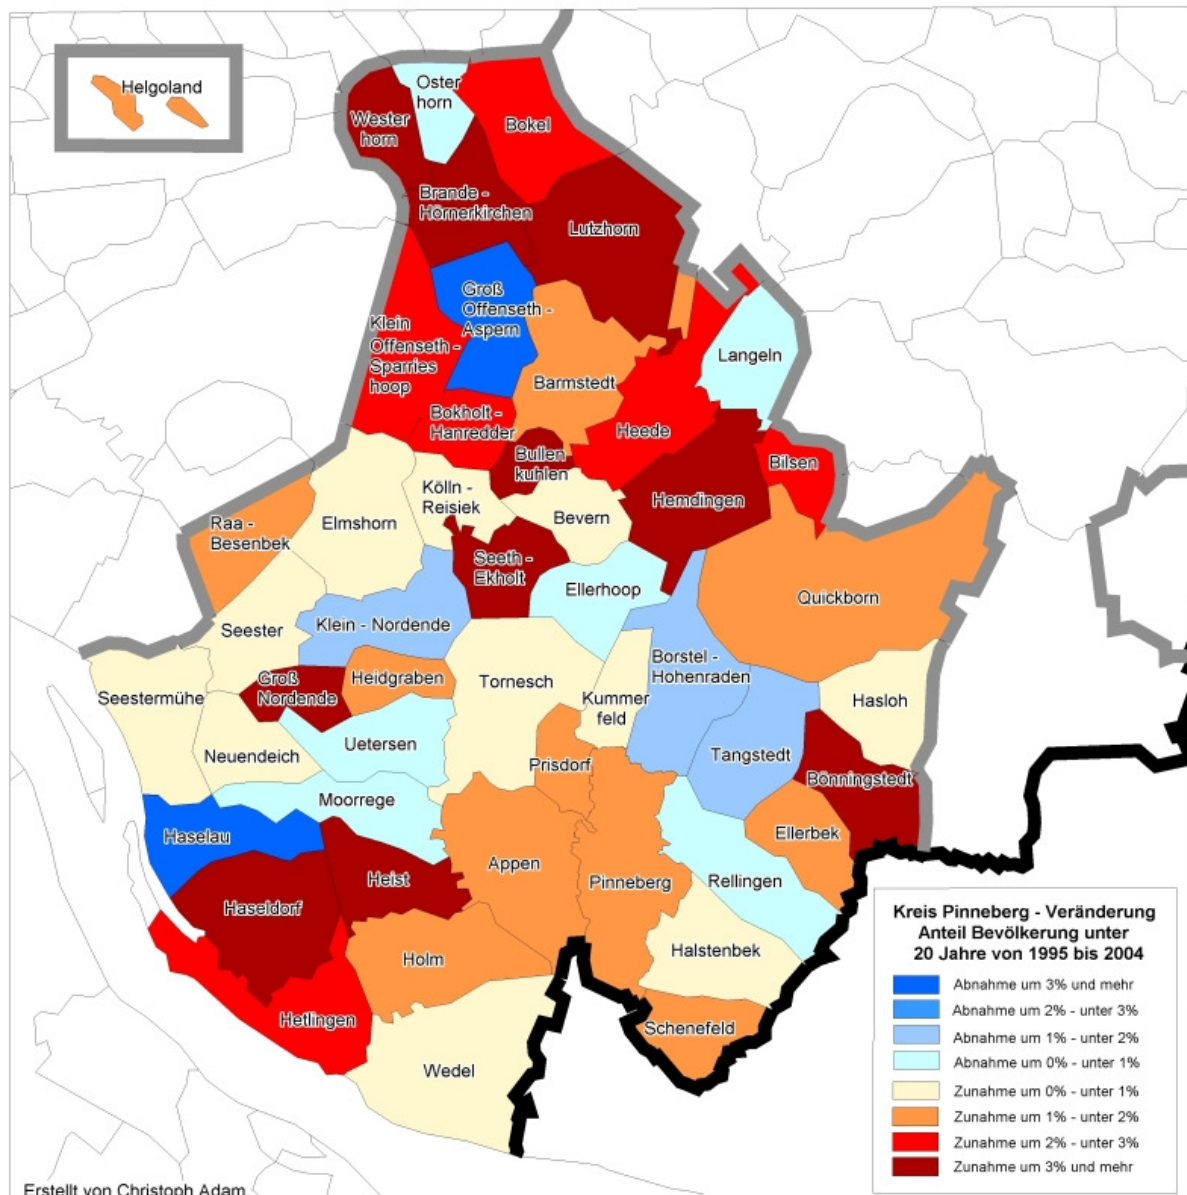 Helgoland
Oster
horn
Wester
horn
Bokel
Brande -
Hörnerkirchen
Lutzhorn
Groß
Offenseth -
Aspern
Klein
Offenseth -
Sparries
hoop
Langeln
Barmstedt
Bokholt -
Hanredder
Heede
Bullen
kuhlen
Bilsen
Kölln -
Reisiek
Hemdingen
Elmshorn
Bevern
Raa -
Besenbek
Seeth -
Ekholt
Ellerhoop
Quickborn
Klein - Nordende
Seester
Borstel -
Hohenraden
Groß
Nordende
Heidgraben
Tornesch
Kummer
feld
Hasloh
Seestermühe
Neuendeich
Uetersen
Prisdorf
Tangstedt
Bönningstedt
Moorrege
Haselau
Ellerbek
Appen
Heist
Pinneberg
Rellingen
Haseldorf
Halstenbek
Holm
Hetlingen
Schenefeld
Wedel
Kreis Pinneberg - Veränderung
Anteil Bevölkerung unter
20 Jahre von 1995 bis 2004
Abnahme um 3% und mehr
Abnahme um 2% - unter 3%
Abnahme um 1% - unter 2%
Abnahme um 0% - unter 1%
Zunahme um 0% - unter 1%
Zunahme um 1% - unter 2%
Zunahme um 2% - unter 3%
Zunahme um 3% und mehr
Erstellt von Christoph Adam